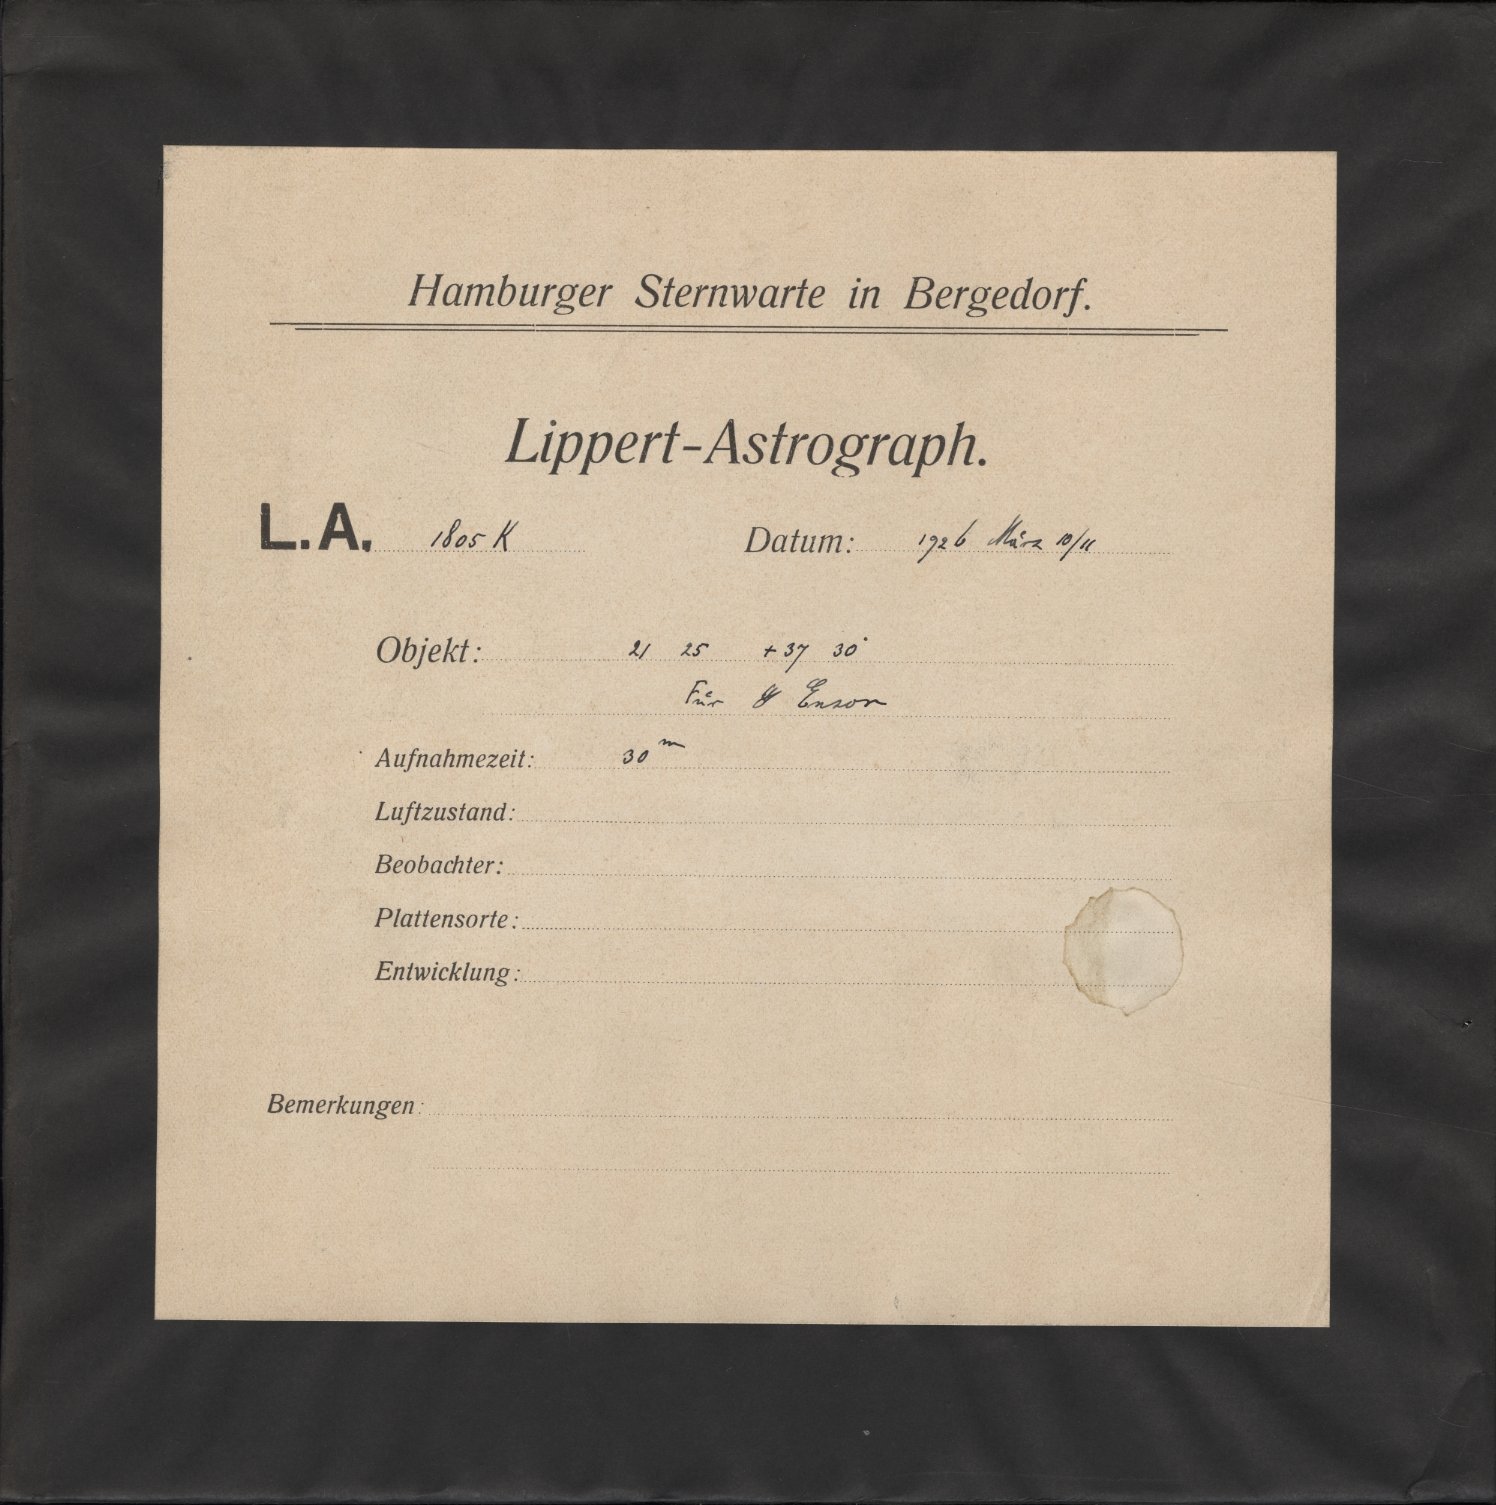 Hamburger Sternwarte in Bergedorf.
Lippert-Astrograph.
L.A. 1805 K Datum: 1926 März 10/11
Objekt: 21 25 +37 30
Für Ensor
Aufnahmezeit: 30 m
Luftzustand:
Beobachter:
Plattensorte:
Entwicklung:
Bemerkungen: